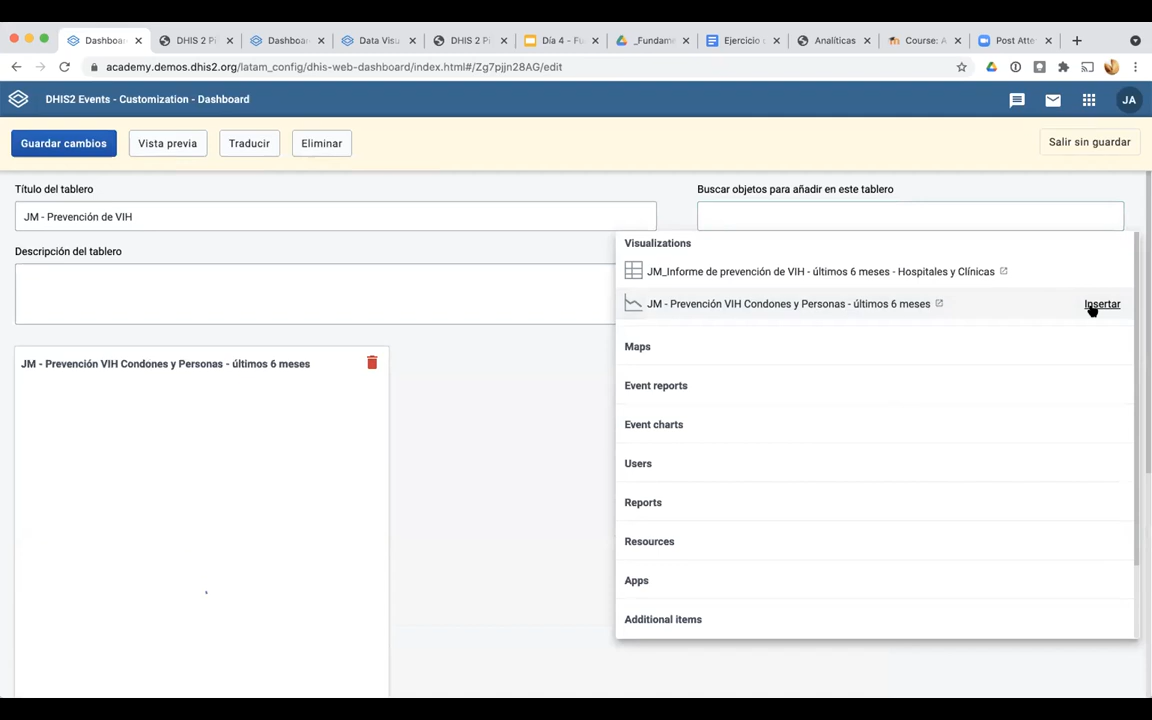 Dashboar
DHIS 2 Pi
Dashboar
Data Visu
DHIS 2 Pi
Día 4 - Fu
_Fundam
Ejercicio
Analíticas
Course: A
Post Atte
academy.demos.dhis2.org/latam_config/dhis-web-dashboard/index.html#/Zg7pjjn28AG/edit
DHIS2 Events - Customization - Dashboard
JA
Guardar cambios
Vista previa
Traducir
Eliminar
Salir sin guardar
Título del tablero
Buscar objetos para añadir en este tablero
JM - Prevención de VIH
Descripción del tablero
Visualizations
JM_Informe de prevención de VIH - últimos 6 meses - Hospitales y Clínicas
JM - Prevención VIH Condones y Personas - últimos 6 meses
Insertar
Maps
JM - Prevención VIH Condones y Personas - últimos 6 meses
Event reports
Event charts
Users
Reports
Resources
Apps
Additional items